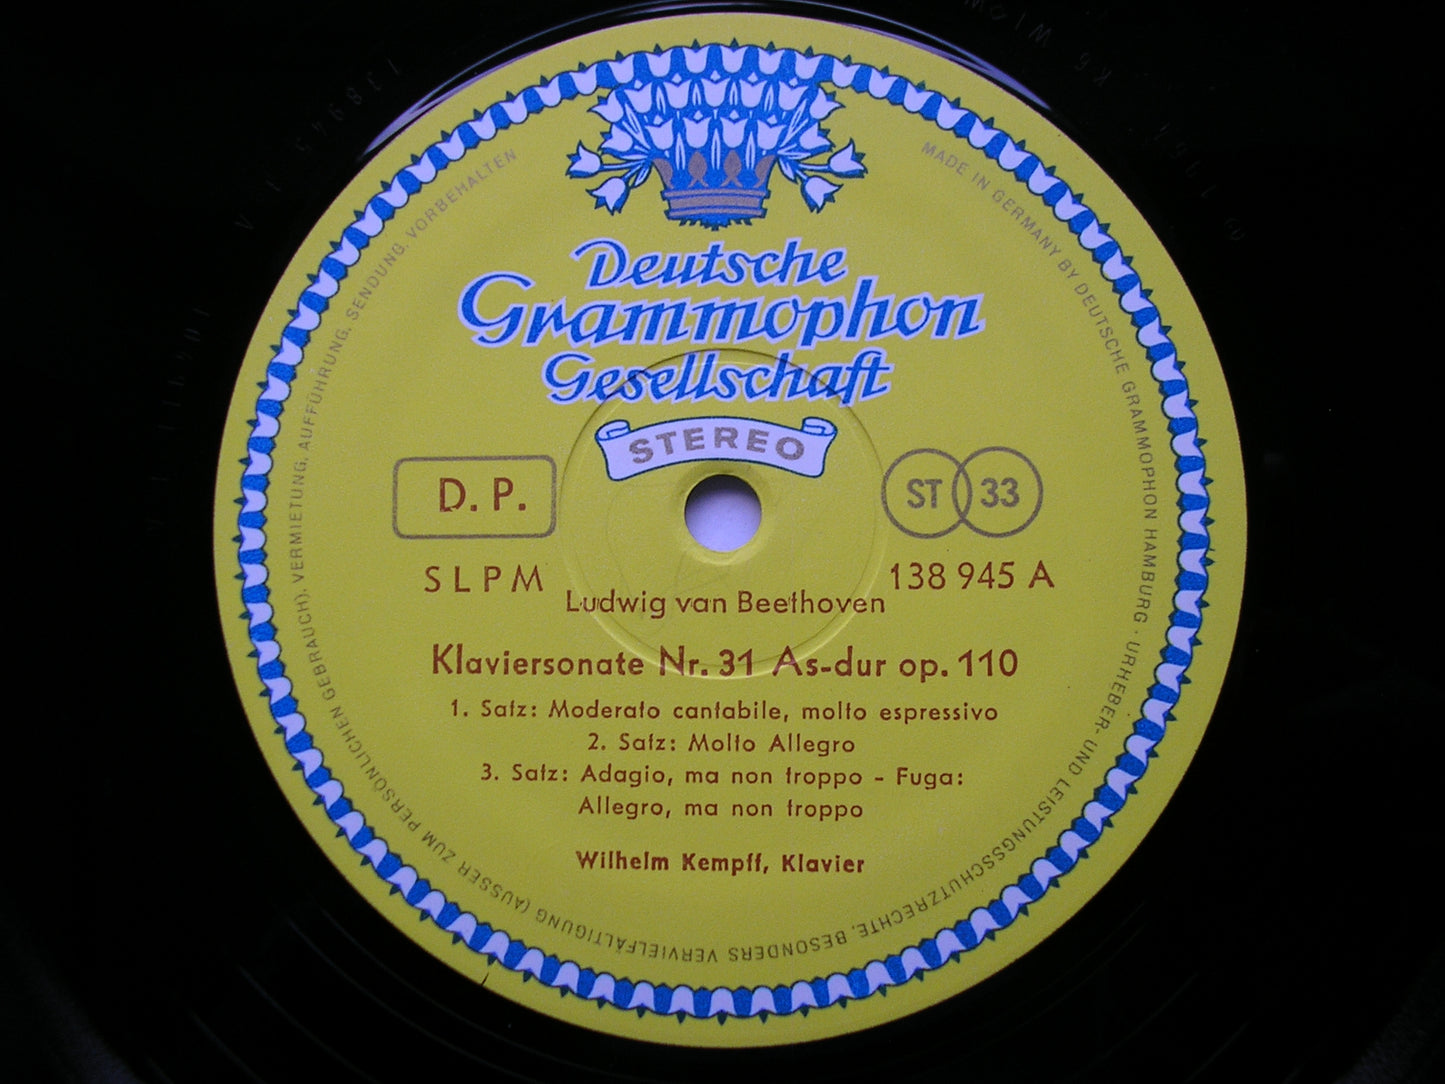 Deutsche
Grammophon
Gesellschaft
STEREO
D. P.
ST 33
SLPM
138 945 A
Ludwig van Beethoven
Klaviersonate Nr. 31 As-dur op. 110
1. Satz: Moderato cantabile, molto espressivo
2. Satz: Molto Allegro
3. Satz: Adagio, ma non troppo - Fuga:
Allegro, ma non troppo
Wilhelm Kempff, Klavier
MADE IN GERMANY BY DEUTSCHE GRAMMOPHON HAMBURG · URHEBER- UND LEISTUNGSSCHUTZRECHTE, BESONDERS VERVIELFÄLTIGUNG (AUSSER ZUM PERSÖNLICHEN GEBRAUCH), VERMIETUNG, AUFFÜHRUNG, SENDUNG, VORBEHALTEN